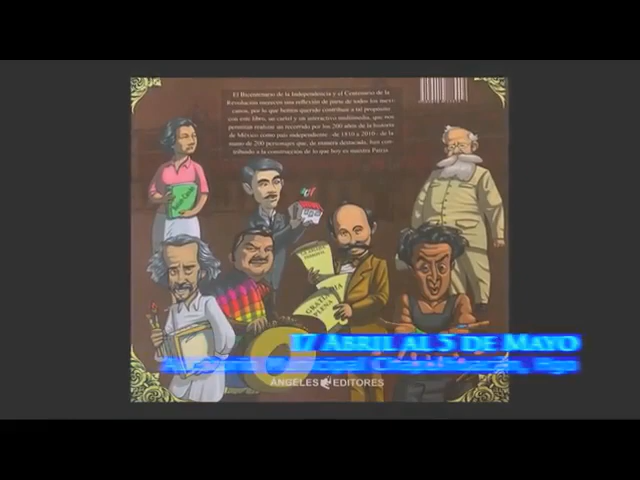 El Bicentenario de la Independencia y el Centenario de la
Revolución merecen una reflexión de parte de todos los mexi-
canos, por lo que hemos querido contribuir a tal propósito
con este libro, un cartel y un interactivo multimedia, que nos
permitan realizar un recorrido por los 200 años de la historia
de México como país independiente -de 1810 a 2010- de la
mano de 200 personajes que, de manera destacada, han con-
tribuido a la construcción de lo que hoy es nuestra Patria.
GRATUITA
PLENA
17 Abril al 5 de Mayo
Municipal
ÁNGELES EDITORES